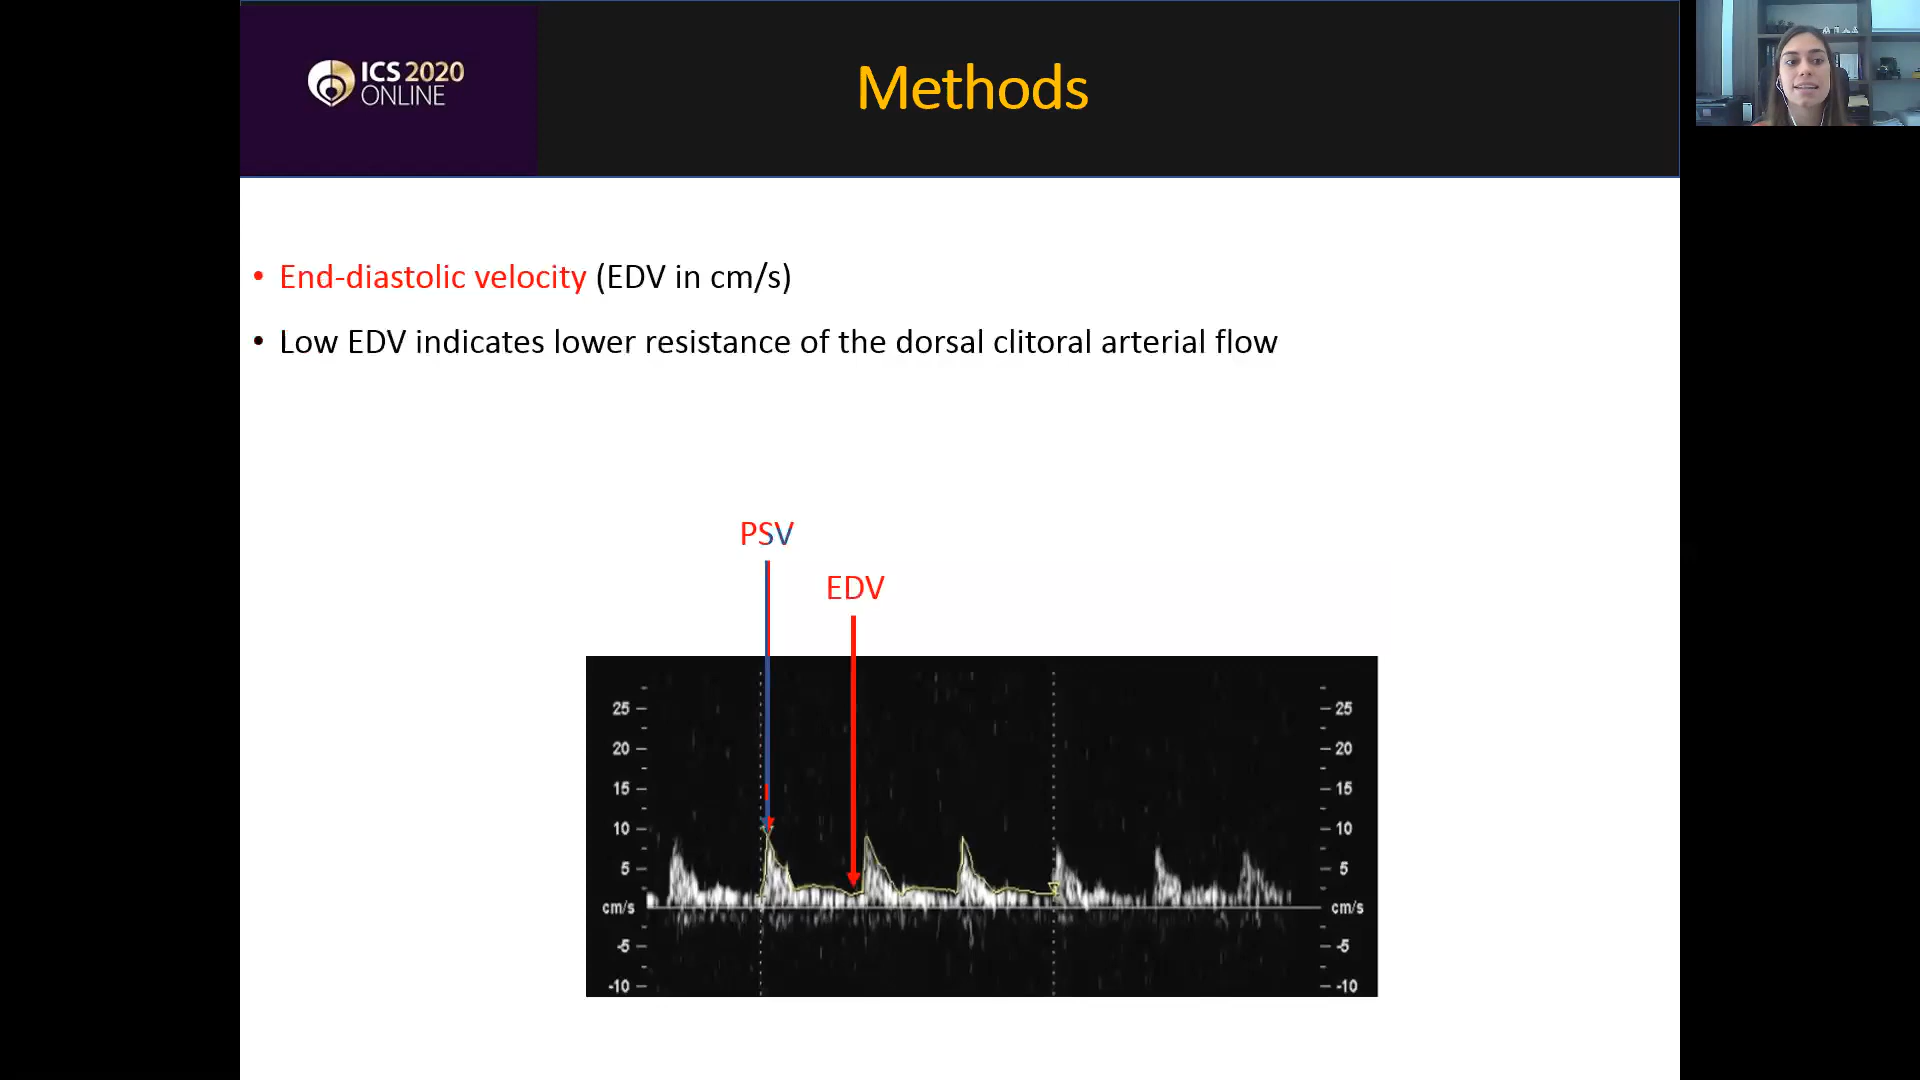 ICS 2020
ONLINE
Methods
• End-diastolic velocity (EDV in cm/s)
• Low EDV indicates lower resistance of the dorsal clitoral arterial flow
PSV
EDV
25 25
20 20
15 15
10 10
5 5
cm/s cm/s
-5 -5
-10 -10